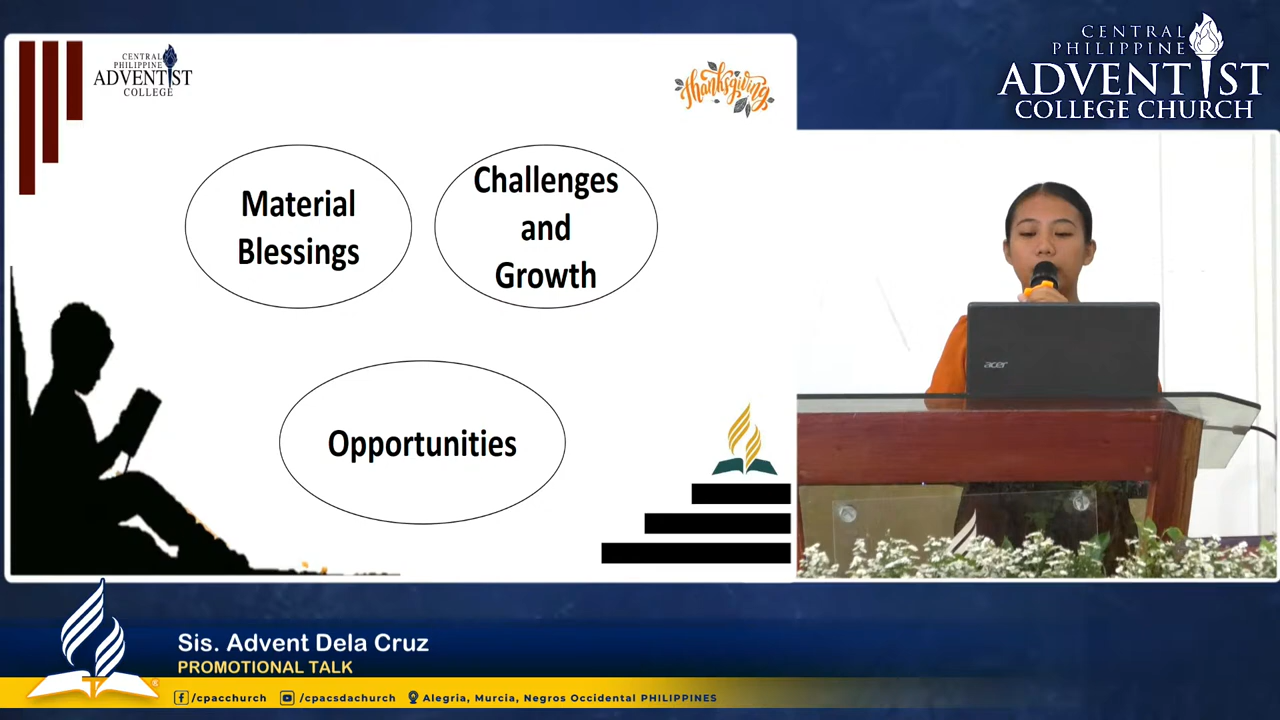 CENTRAL
PHILIPPINE
ADVENTIST
COLLEGE
thanksgiving
Material
Blessings
Challenges
and
Growth
Opportunities
CENTRAL
PHILIPPINE
ADVENTIST
COLLEGE CHURCH
acer
Sis. Advent Dela Cruz
PROMOTIONAL TALK
/cpacchurch
/cpacsdachurch
Alegria, Murcia, Negros Occidental PHILIPPINES